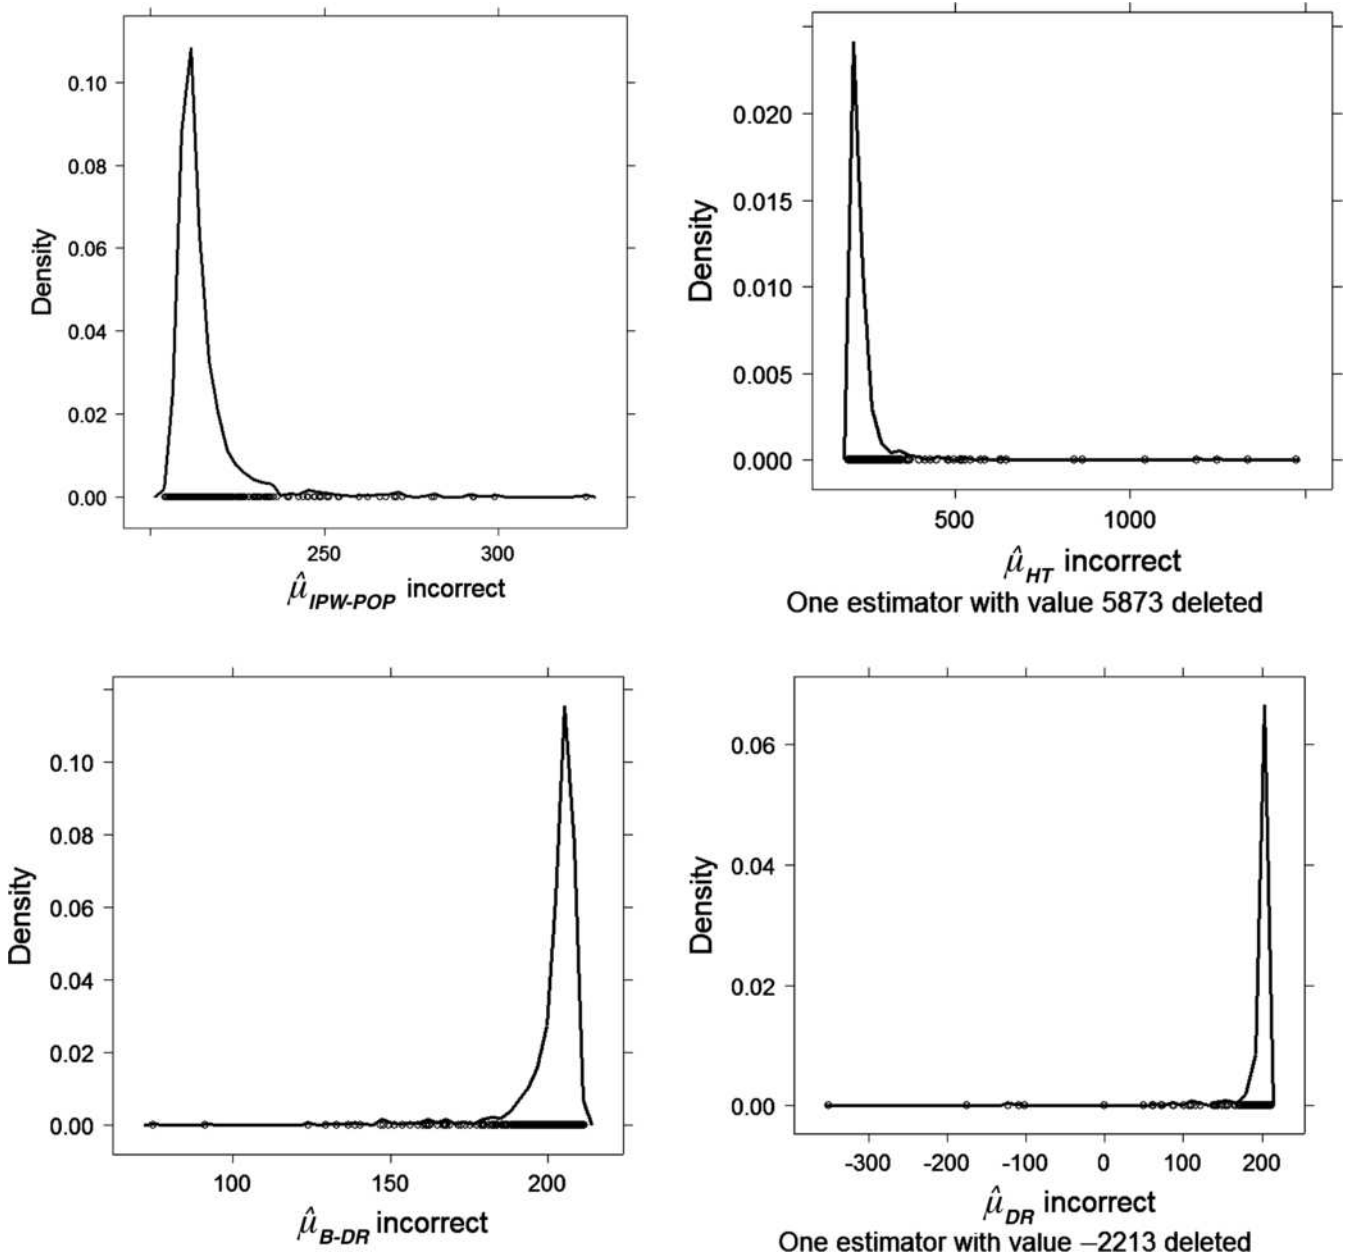 0.10
0.08
0.06
0.04
0.02
0.00
Density
250 300
μ̂IPW-POP incorrect
0.020
0.015
0.010
0.005
0.000
Density
500 1000
μ̂HT incorrect
One estimator with value 5873 deleted
0.10
0.08
0.06
0.04
0.02
0.00
Density
100 150 200
μ̂B-DR incorrect
0.06
0.04
0.02
0.00
Density
-300 -200 -100 0 100 200
μ̂DR incorrect
One estimator with value –2213 deleted